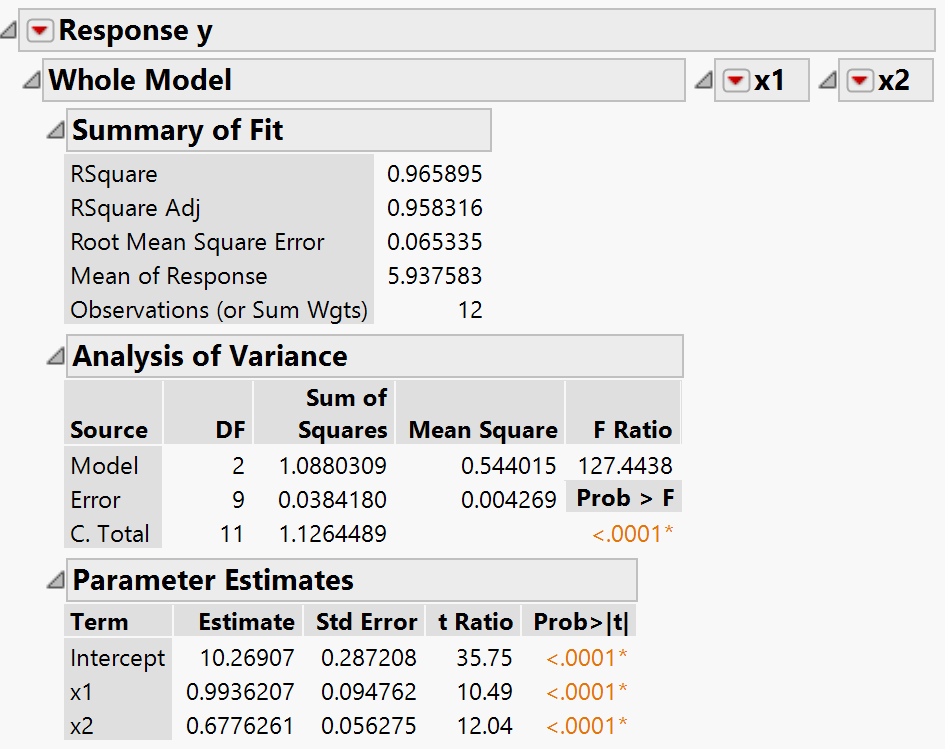 Response y
Whole Model x1 x2
Summary of Fit
RSquare 0.965895
RSquare Adj 0.958316
Root Mean Square Error 0.065335
Mean of Response 5.937583
Observations (or Sum Wgts) 12
Analysis of Variance
Source DF Sum of Squares Mean Square F Ratio
Model 2 1.0880309 0.544015 127.4438
Error 9 0.0384180 0.004269 Prob > F
C. Total 11 1.1264489 <.0001*
Parameter Estimates
Term Estimate Std Error t Ratio Prob>|t|
Intercept 10.26907 0.287208 35.75 <.0001*
x1 0.9936207 0.094762 10.49 <.0001*
x2 0.6776261 0.056275 12.04 <.0001*